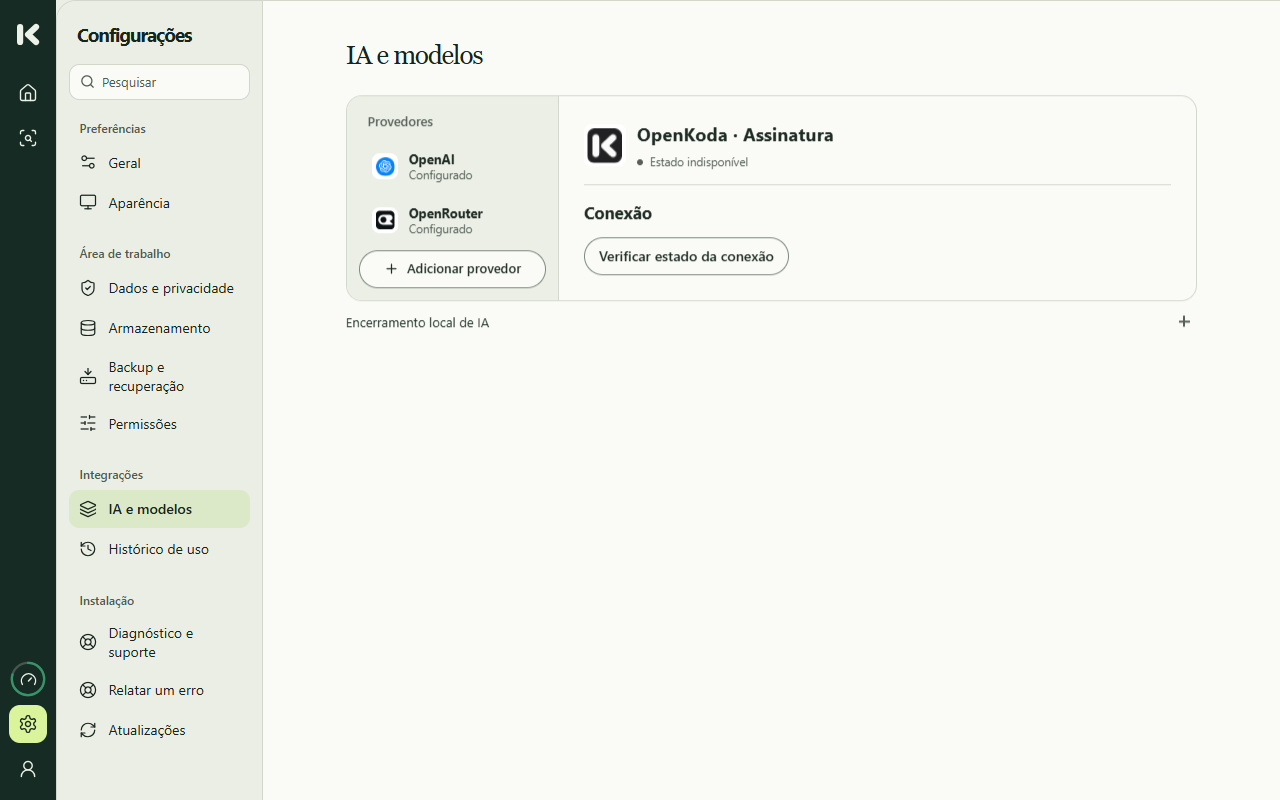 Configurações
Pesquisar
Preferências
Geral
Aparência
Área de trabalho
Dados e privacidade
Armazenamento
Backup e
recuperação
Permissões
Integrações
IA e modelos
Histórico de uso
Instalação
Diagnóstico e
suporte
Relatar um erro
Atualizações
IA e modelos
Provedores
OpenAI
Configurado
OpenRouter
Configurado
Adicionar provedor
OpenKoda · Assinatura
Estado indisponível
Conexão
Verificar estado da conexão
Encerramento local de IA